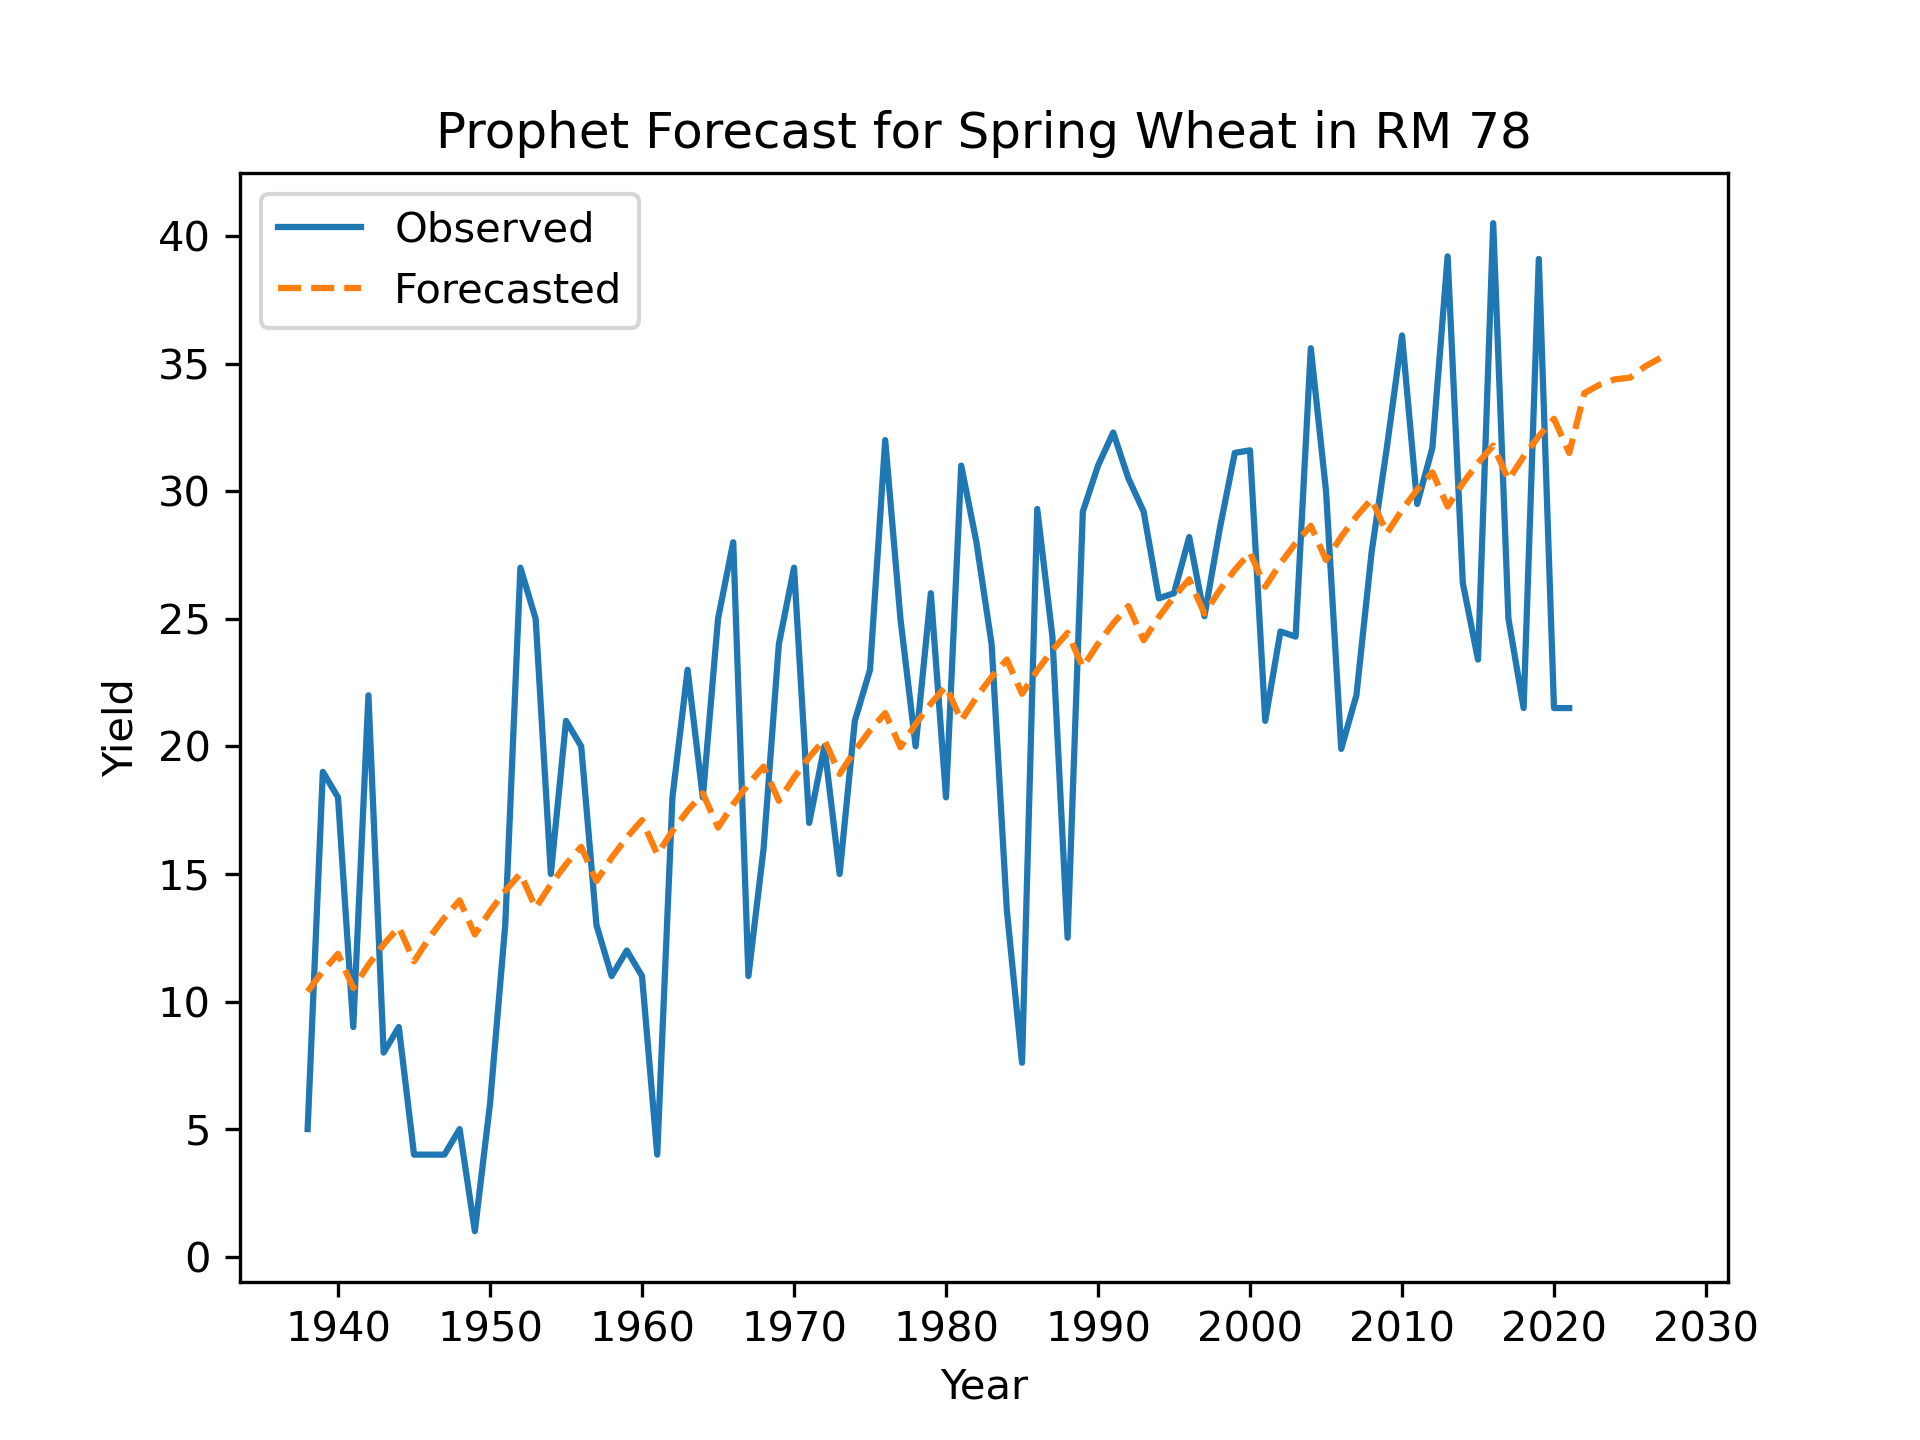 Prophet Forecast for Spring Wheat in RM 78
Observed
Forecasted
40
35
30
25
20
15
10
5
0
Yield
1940 1950 1960 1970 1980 1990 2000 2010 2020 2030
Year